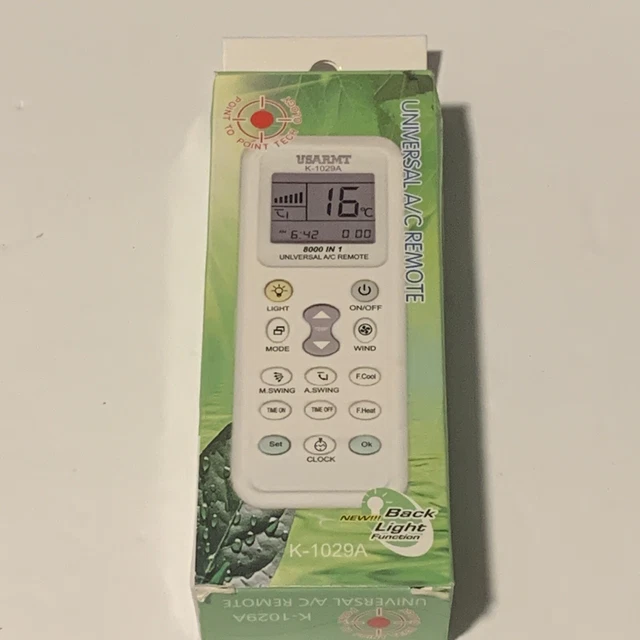 POINT TO POINT TECH
UNIVERSAL A/C REMOTE
USARMT
K-1029A
16°C
6:42 0:00
8000 IN 1
UNLVERSAL A/C REMOTE
LIGHT ON/OFF
MODE WIND
M.SWING A.SWING F.Cool
TIME ON TIME OFF F.Heat
Set Ok
CLOCK
NEW!!! Back
Light
Function
K-1029A
UNIVERSAL A/C REMOTE
K-1029A